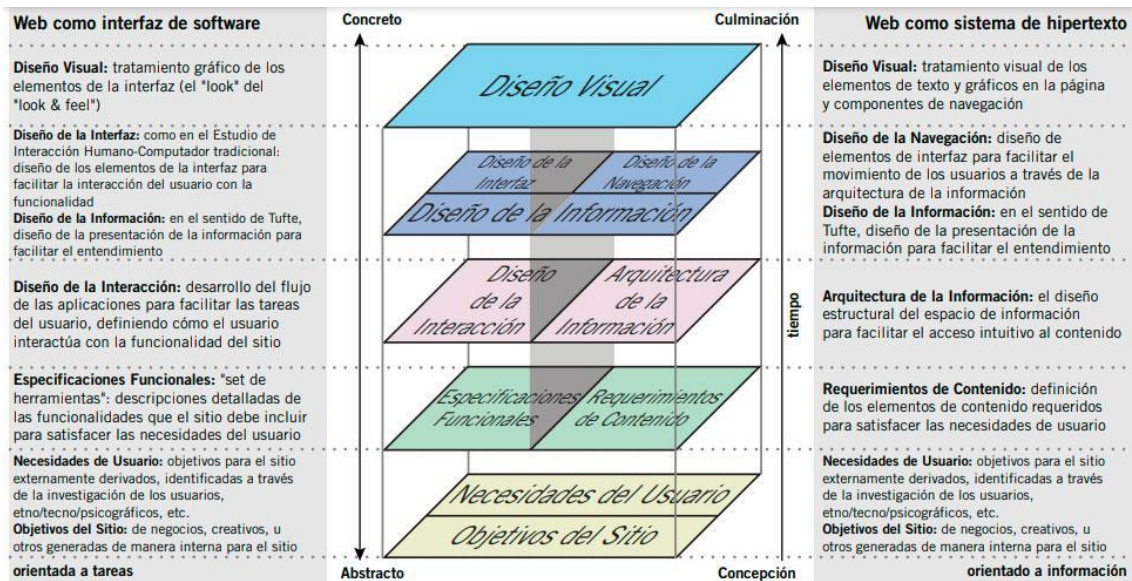 Web como interfaz de software
Diseño Visual: tratamiento gráfico de los
elementos de la interfaz (el "look" del
"look & feel")
Diseño de la Interfaz: como en el Estudio de
Interacción Humano-Computador tradicional:
diseño de los elementos de la interfaz para
facilitar la interacción del usuario con la
funcionalidad
Diseño de la Información: en el sentido de Tufte,
diseño de la presentación de la información para
facilitar el entendimiento
Diseño de la Interacción: desarrollo del flujo
de las aplicaciones para facilitar las tareas
del usuario, definiendo cómo el usuario
interactúa con la funcionalidad del sitio
Especificaciones Funcionales: "set de
herramientas": descripciones detalladas de
las funcionalidades que el sitio debe incluir
para satisfacer las necesidades del usuario
Necesidades de Usuario: objetivos para el sitio
externamente derivados, identificadas a través
de la investigación de los usuarios,
etno/tecno/psicográficos, etc.
Objetivos del Sitio: de negocios, creativos, u
otros generadas de manera interna para el sitio
orientada a tareas
Concreto
Culminación
Diseño Visual
Diseño de la
Interfaz
Diseño de la
Navegación
Diseño de la Información
Diseño
de la
Interacción
Arquitectura
de la
Información
Especificaciones
Funcionales
Requerimientos
de Contenido
Necesidades del Usuario
Objetivos del Sitio
tiempo
Abstracto
Concepción
Web como sistema de hipertexto
Diseño Visual: tratamiento visual de los
elementos de texto y gráficos en la página
y componentes de navegación
Diseño de la Navegación: diseño de
elementos de interfaz para facilitar el
movimiento de los usuarios a través de la
arquitectura de la información
Diseño de la Información: en el sentido de
Tufte, diseño de la presentación de la
información para facilitar el entendimiento
Arquitectura de la Información: el diseño
estructural del espacio de información
para facilitar el acceso intuitivo al contenido
Requerimientos de Contenido: definición
de los elementos de contenido requeridos
para satisfacer las necesidades de usuario
Necesidades de Usuario: objetivos para el sitio
externamente derivados, identificadas a través
de la investigación de los usuarios,
etno/tecno/psicográficos, etc.
Objetivos del Sitio: de negocios, creativos, u
otros generadas de manera interna para el sitio
orientado a información